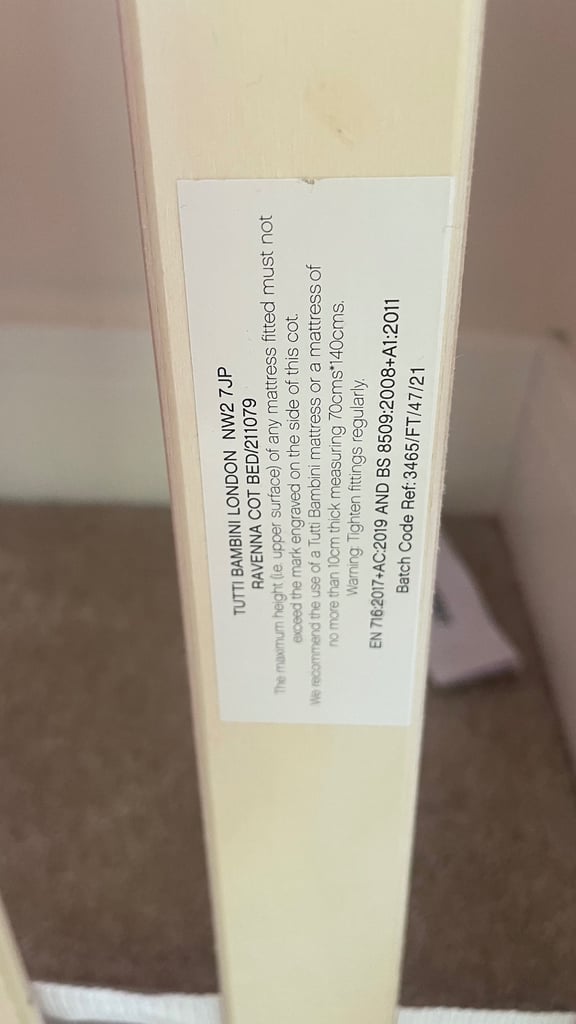 TUTTI BAMBINI LONDON NW2 7JP
RAVENNA COT BED/211079
The maximum height (i.e. upper surface) of any mattress fitted must not
exceed the mark engraved on the side of this cot.
We recommend the use of a Tutti Bambini mattress or a mattress of
no more than 10cm thick measuring 70cms*140cms.
Warning: Tighten fittings regularly.
EN 716:2017+AC:2019 AND BS 8509:2008+A1:2011
Batch Code Ref: 3465/FT/47/21